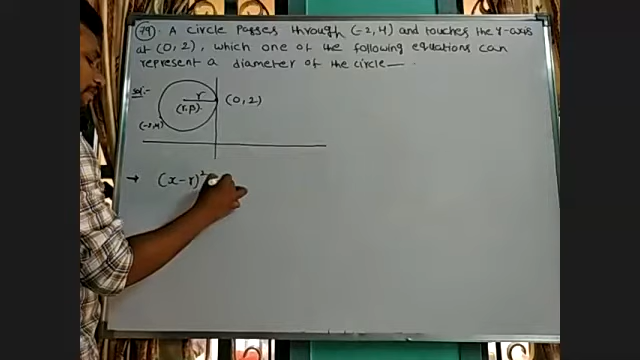 79 A circle passes through (-2,4) and touches the Y-axis
at (0,2), which one of the following equations can
represent a diameter of the circle — .
Sol:-
r
(0,2)
(r,β)
(-2,4)
→ (x-r)²